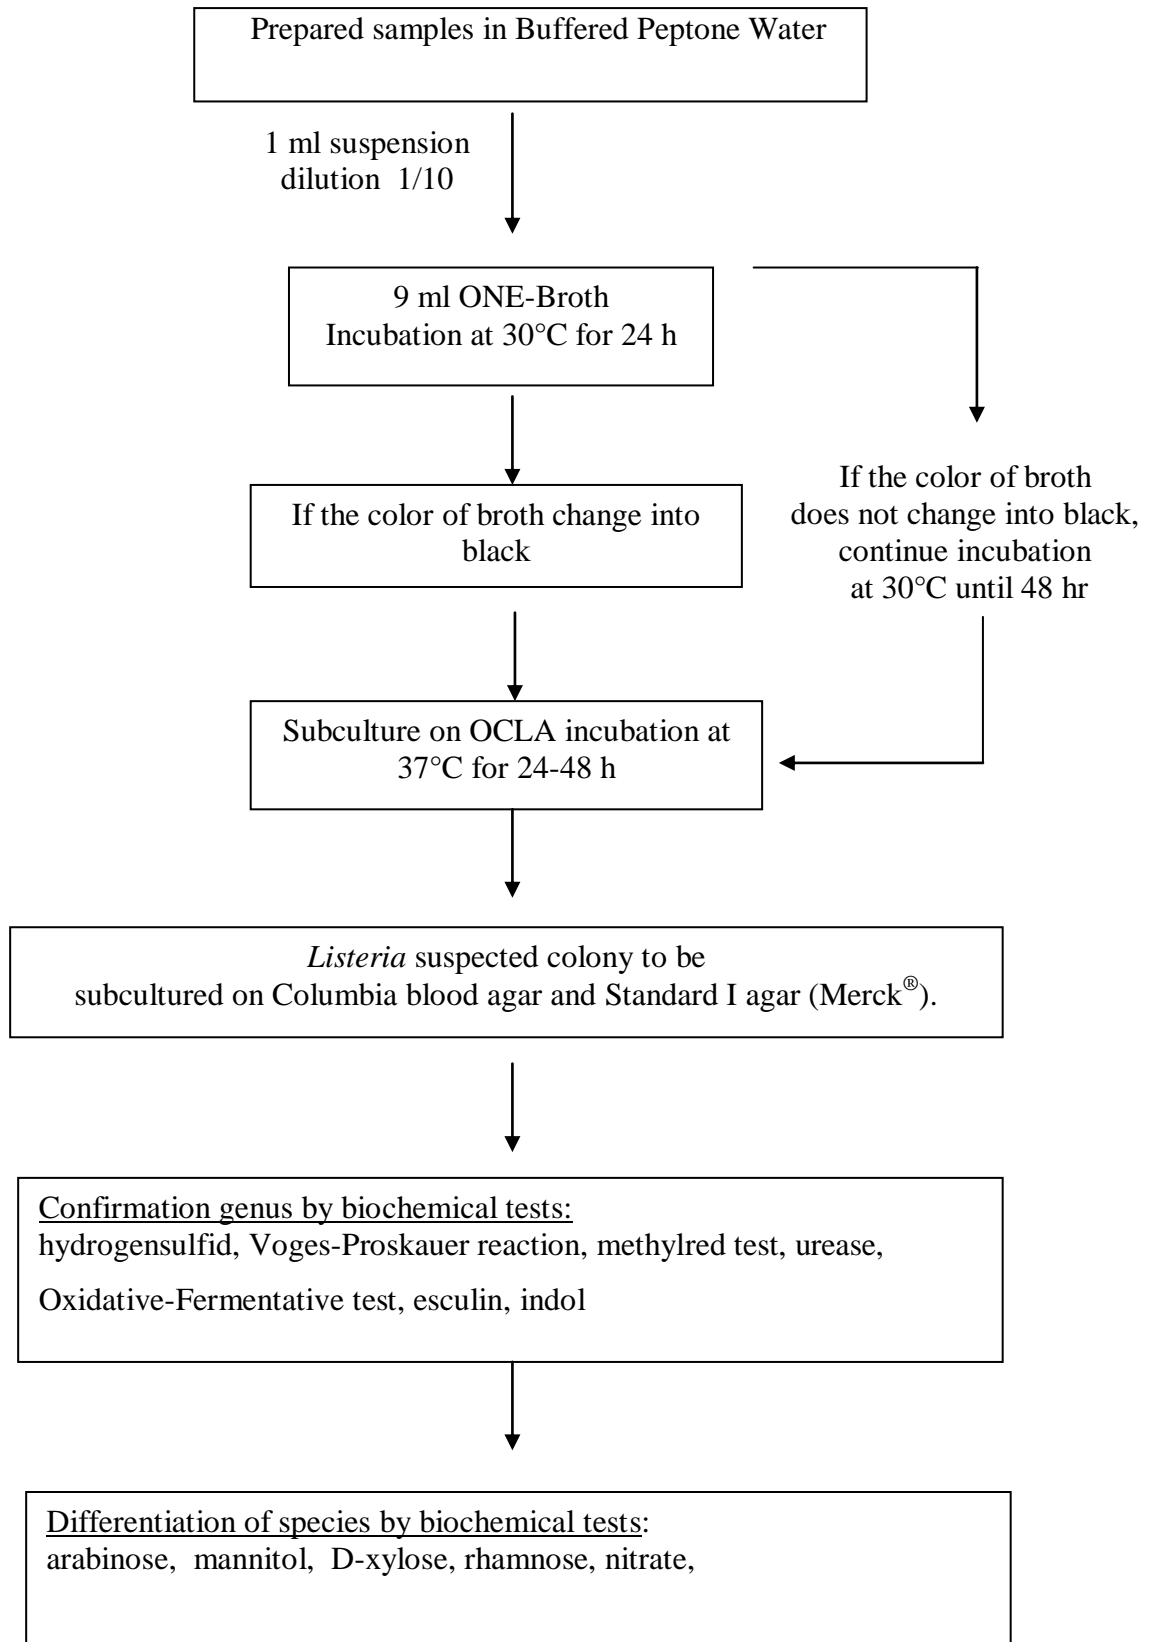 Prepared samples in Buffered Peptone Water
1 ml suspension
dilution 1/10
9 ml ONE-Broth
Incubation at 30°C for 24 h
If the color of broth change into
black
If the color of broth
does not change into black,
continue incubation
at 30°C until 48 hr
Subculture on OCLA incubation at
37°C for 24-48 h
Listeria suspected colony to be
subcultured on Columbia blood agar and Standard I agar (Merck®).
Confirmation genus by biochemical tests:
hydrogensulfid, Voges-Proskauer reaction, methylred test, urease,
Oxidative-Fermentative test, esculin, indol
Differentiation of species by biochemical tests:
arabinose, mannitol, D-xylose, rhamnose, nitrate,